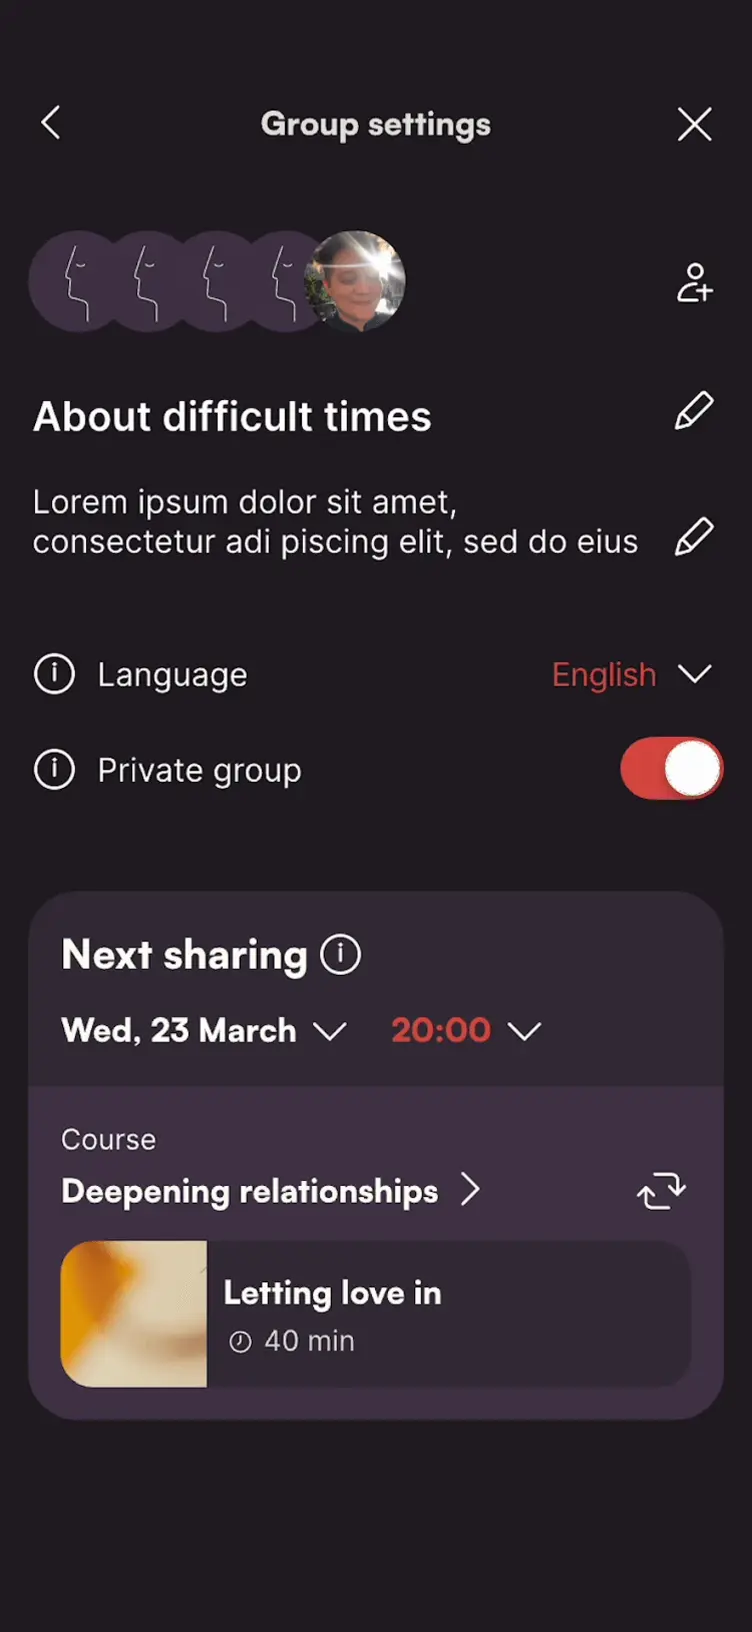 Group settings
About difficult times
Lorem ipsum dolor sit amet,
consectetur adi piscing elit, sed do eius
Language English
Private group
Next sharing
Wed, 23 March 20:00
Course
Deepening relationships
Letting love in
40 min